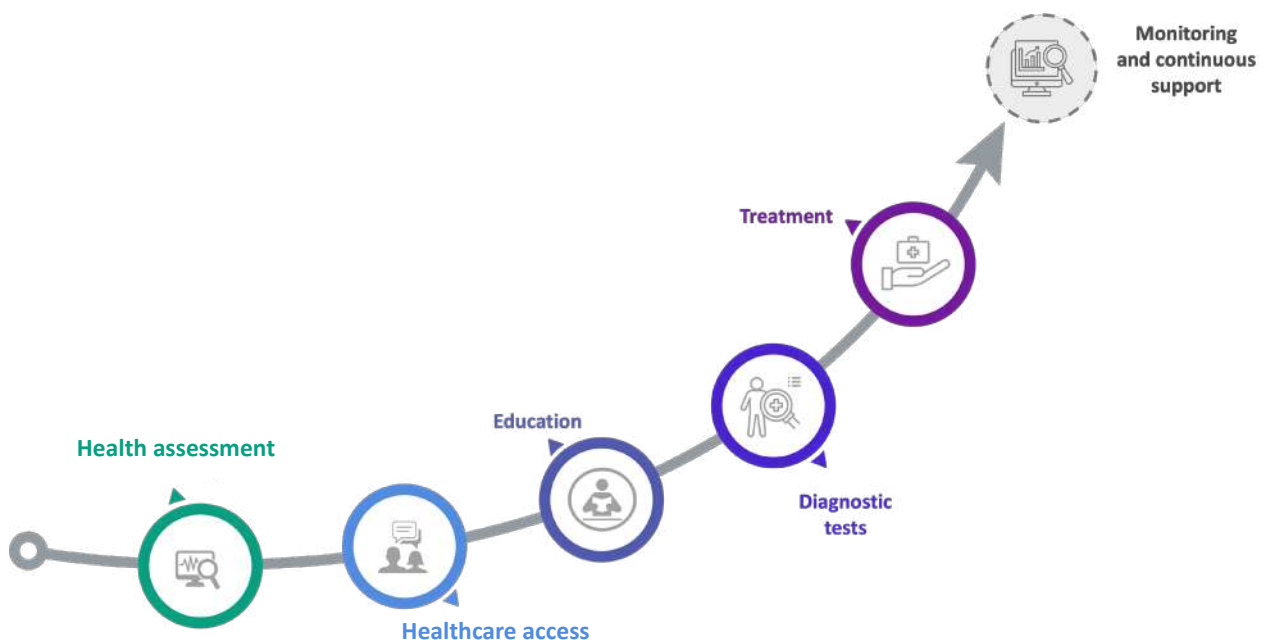 Health assessment
Healthcare access
Education
Diagnostic
tests
Treatment
Monitoring
and continuous
support